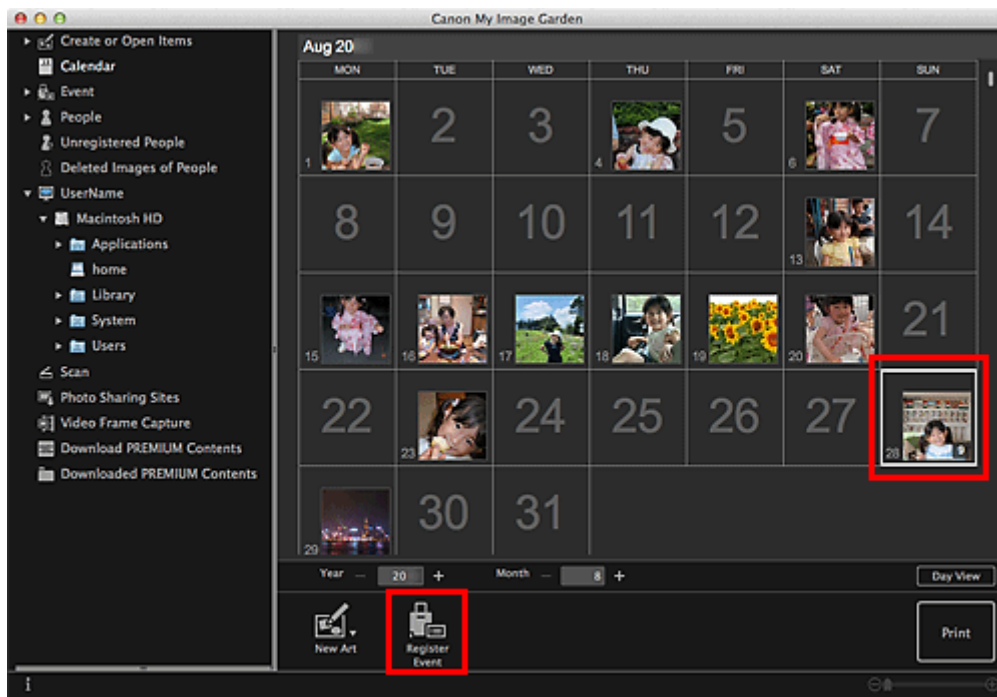 Canon My Image Garden
Create or Open Items
Calendar
Event
People
Unregistered People
Deleted Images of People
UserName
Macintosh HD
Applications
home
Library
System
Users
Scan
Photo Sharing Sites
Video Frame Capture
Download PREMIUM Contents
Downloaded PREMIUM Contents
Aug 20
MON TUE WED THU FRI SAT SUN
1 2 3 4 5 6 7
8 9 10 11 12 13 14
15 16 17 18 19 20 21
22 23 24 25 26 27 28
29 30 31
Year − 20 + Month − 8 + Day View
New Art
Register
Event
Print
i